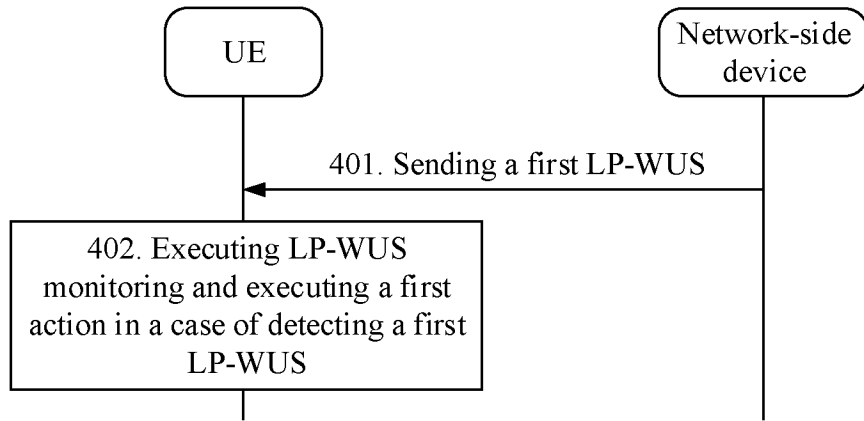 UE
Network-side
device
401. Sending a first LP-WUS
402. Executing LP-WUS
monitoring and executing a first
action in a case of detecting a first
LP-WUS